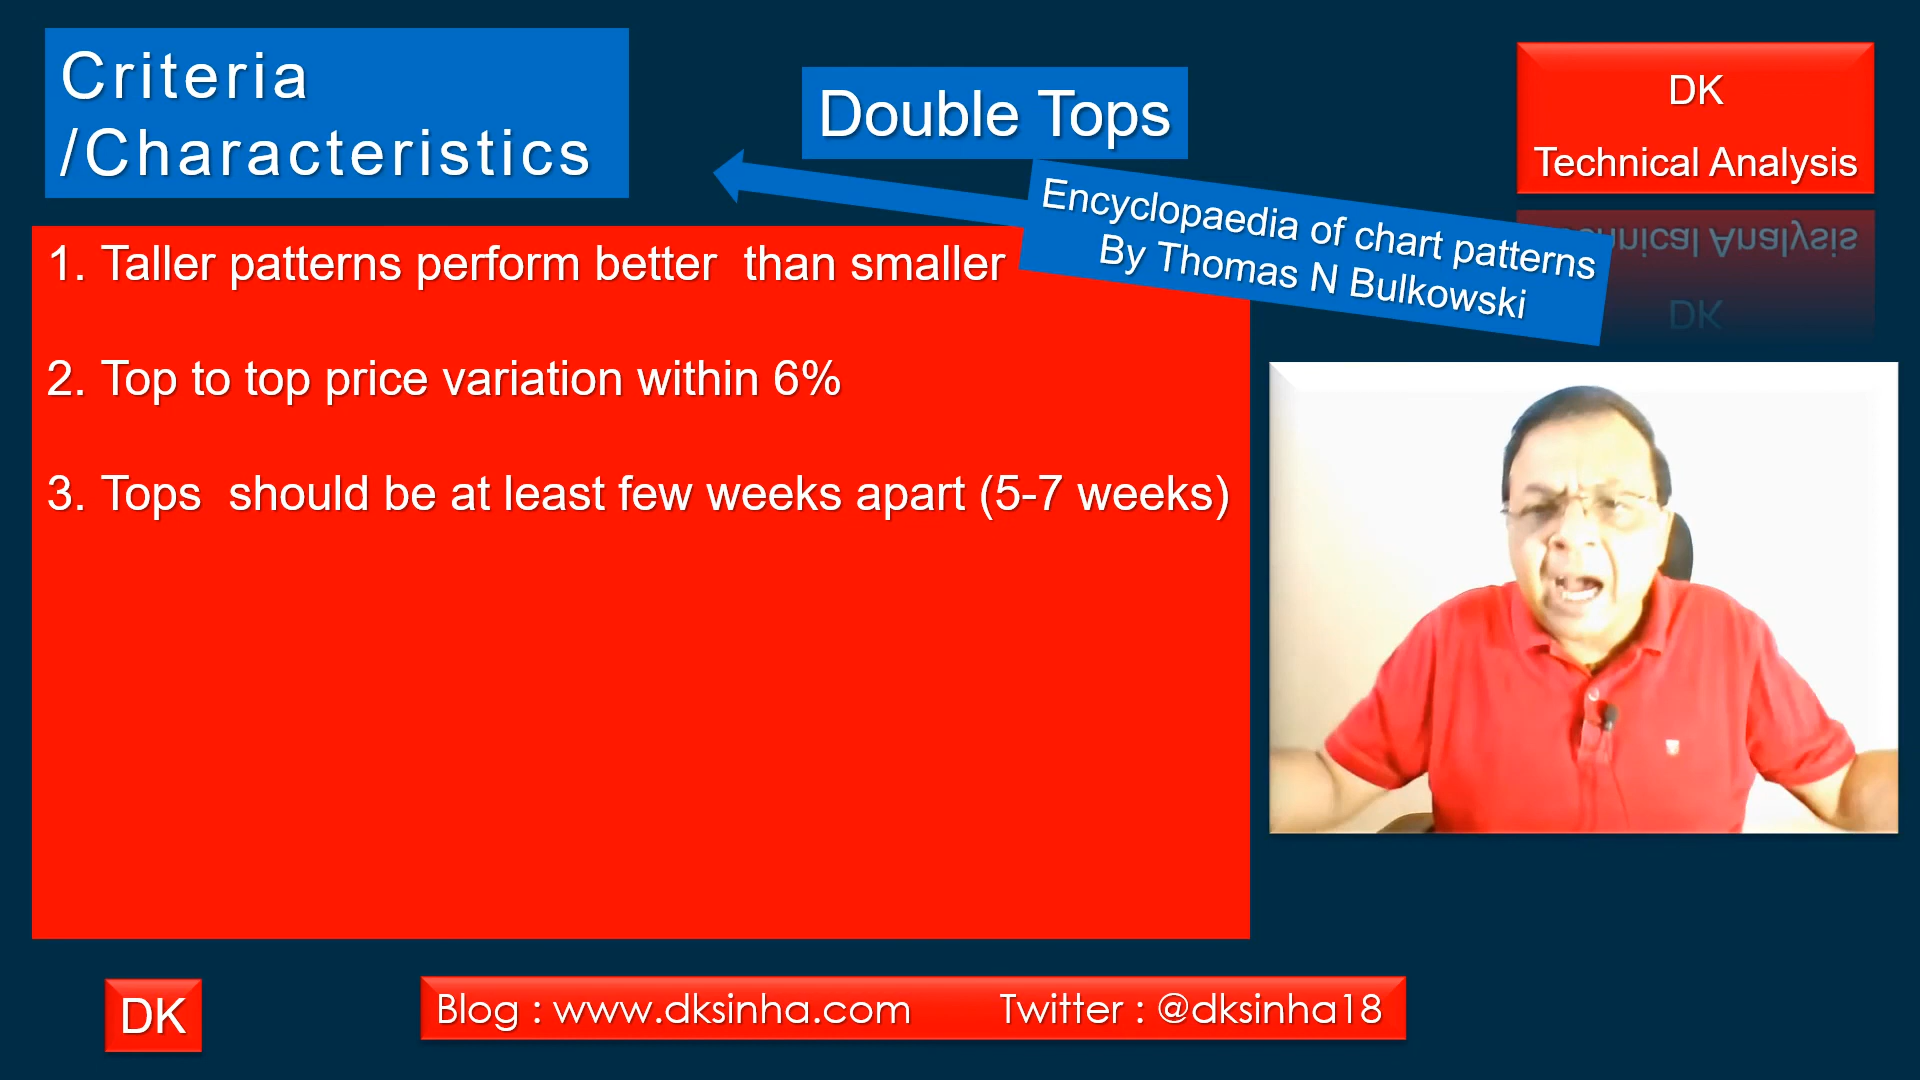 Criteria
/Characteristics
Double Tops
DK
Technical Analysis
Encyclopaedia of chart patterns
By Thomas N Bulkowski
1. Taller patterns perform better than smaller
2. Top to top price variation within 6%
3. Tops should be at least few weeks apart (5-7 weeks)
DK
Blog : www.dksinha.com Twitter : @dksinha18